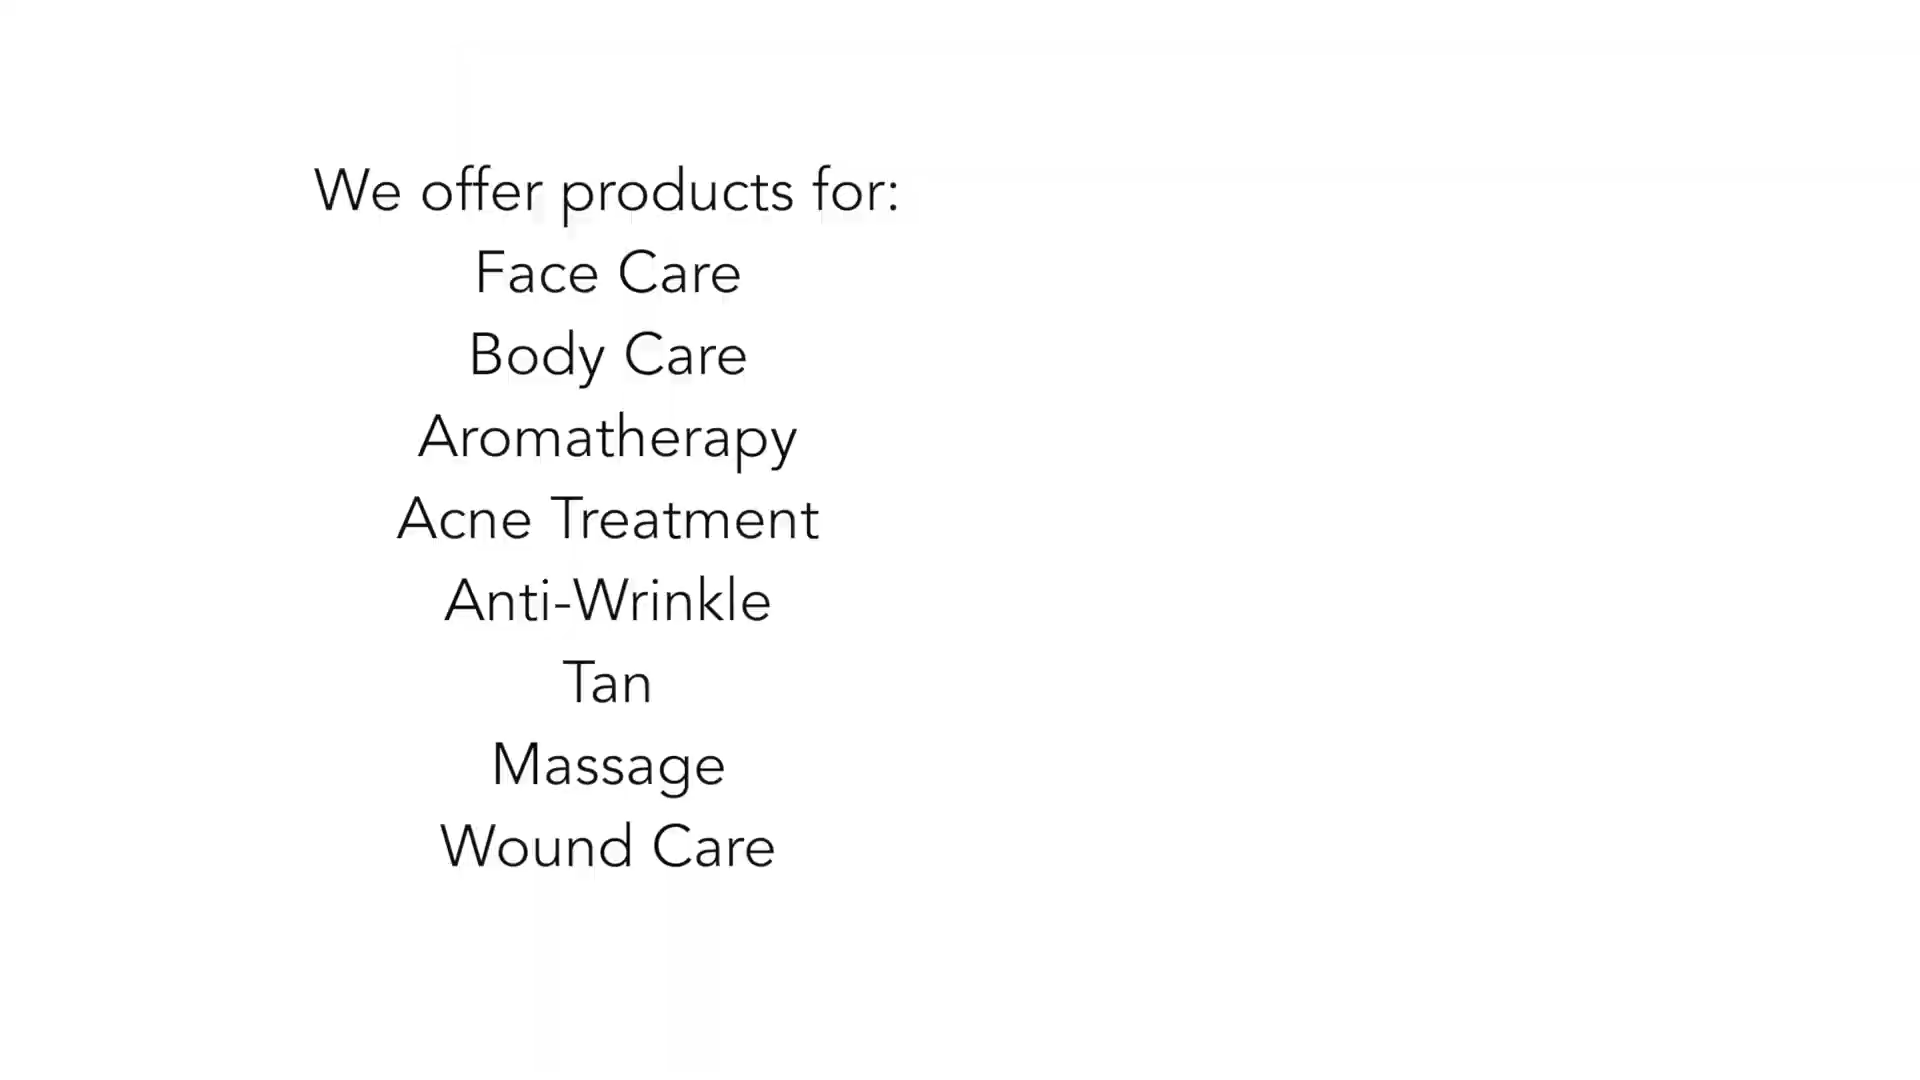 We offer products for:
Face Care
Body Care
Aromatherapy
Acne Treatment
Anti-Wrinkle
Tan
Massage
Wound Care